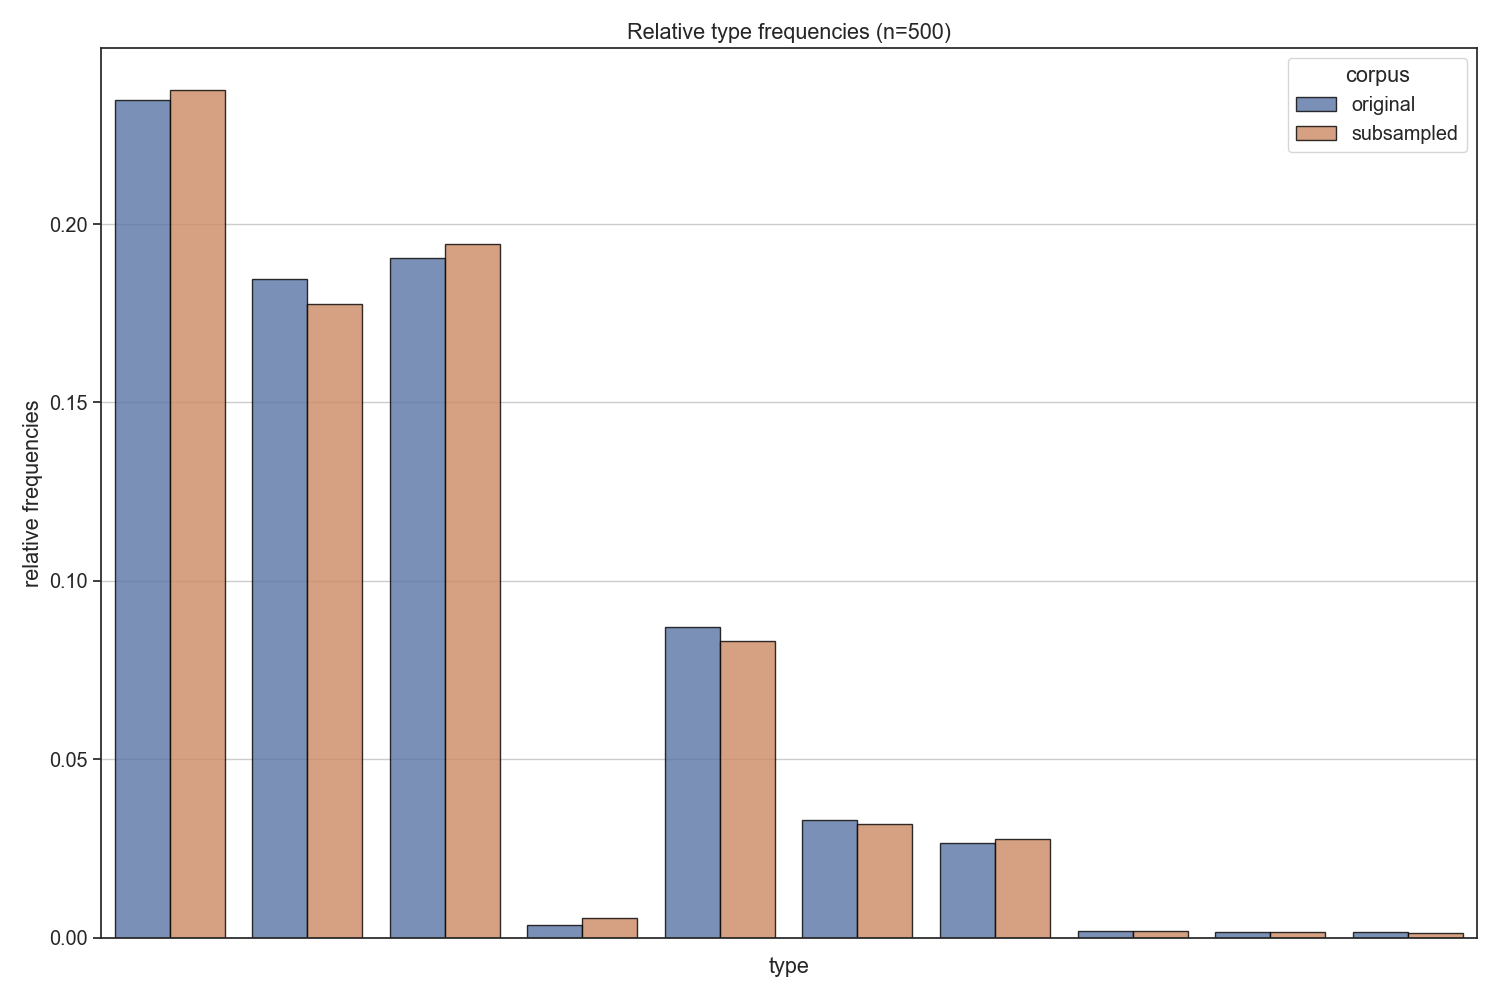 Relative type frequencies (n=500)
corpus
original
subsampled
0.20
0.15
0.10
0.05
0.00
relative frequencies
type